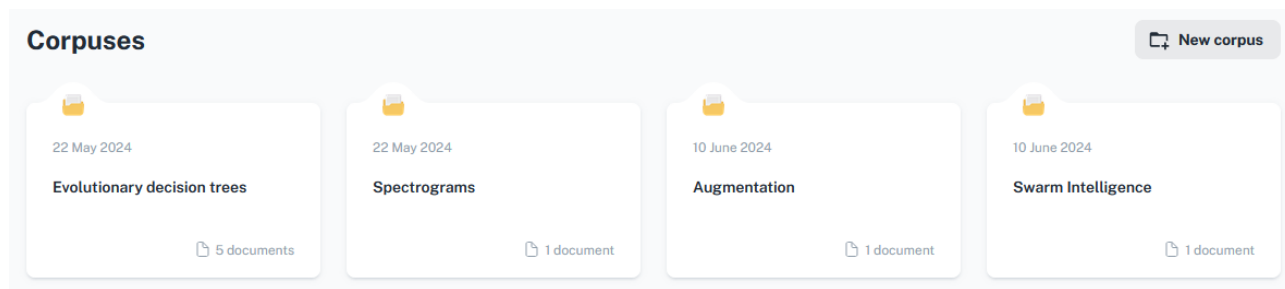 Corpuses
New corpus
22 May 2024
Evolutionary decision trees
5 documents
22 May 2024
Spectrograms
1 document
10 June 2024
Augmentation
1 document
10 June 2024
Swarm Intelligence
1 document